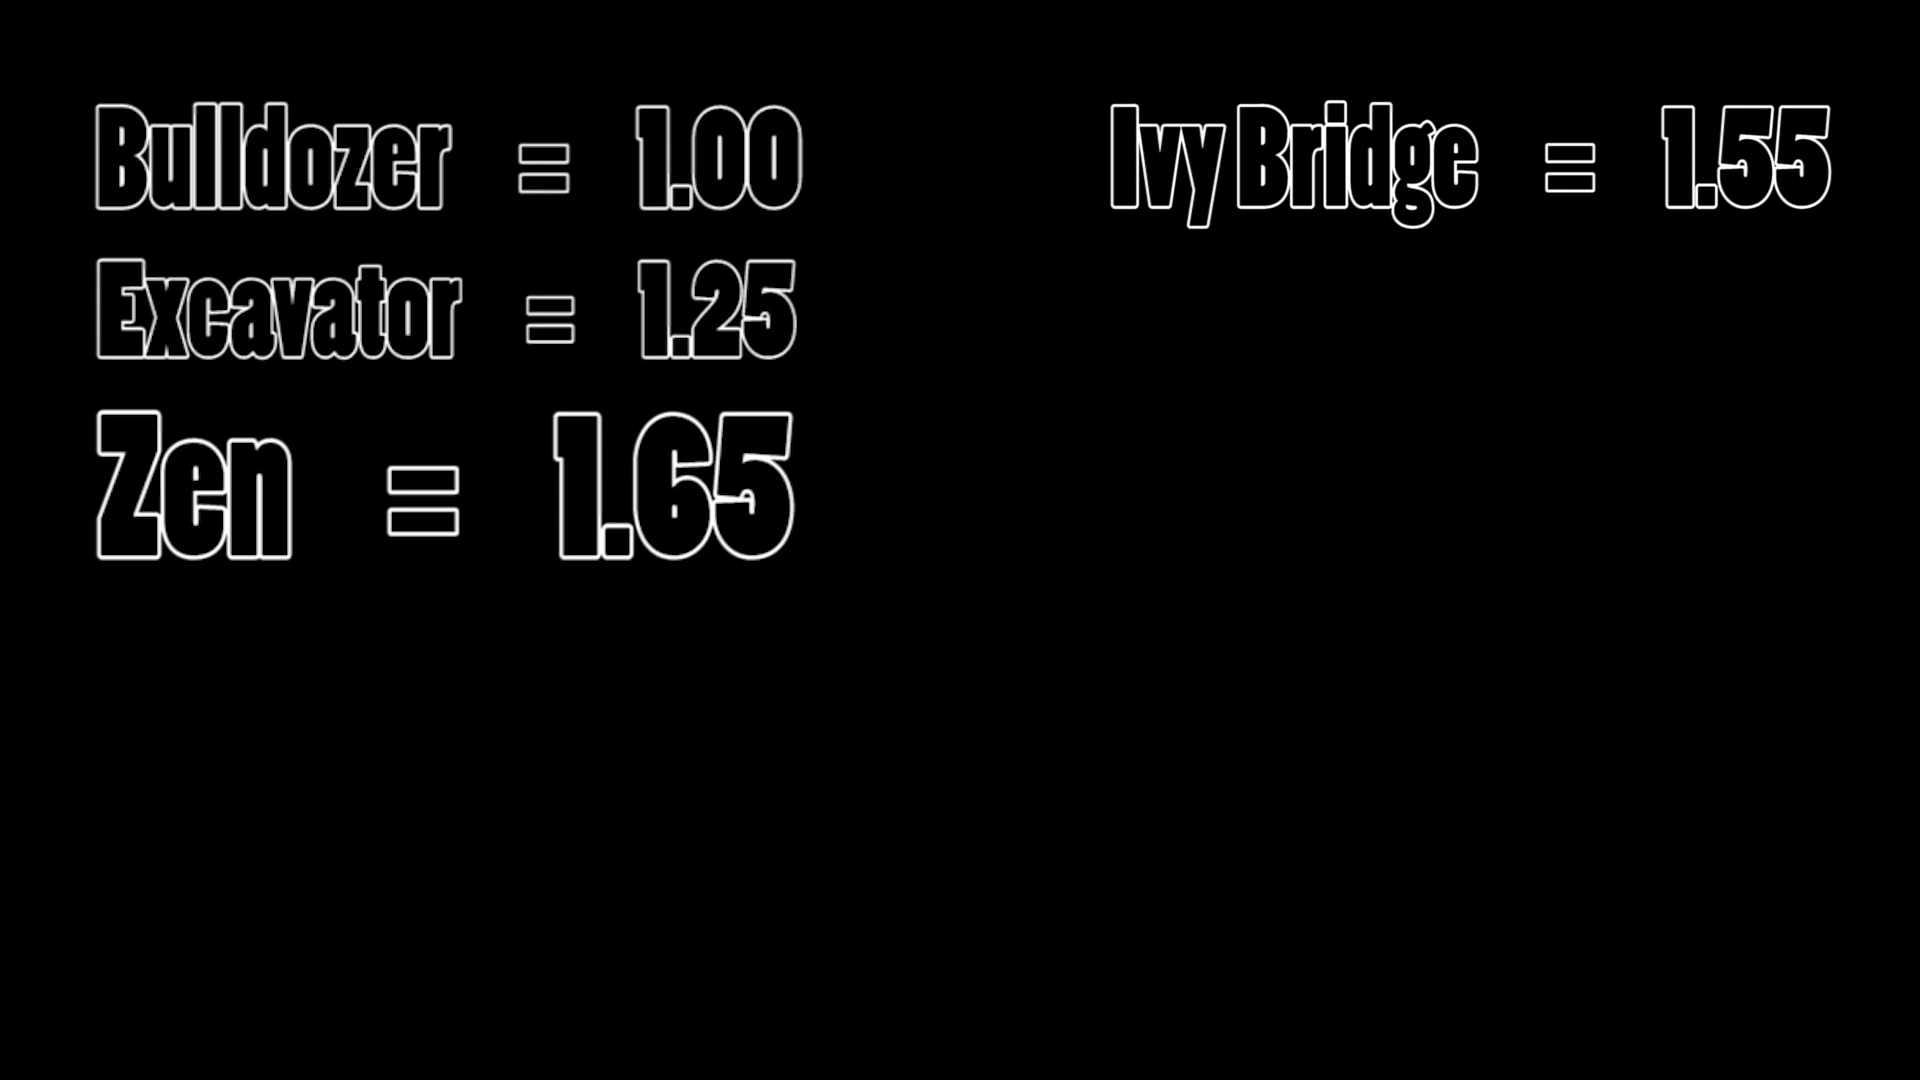 Bulldozer = 1.00
Excavator = 1.25
Zen = 1.65
Ivy Bridge = 1.55